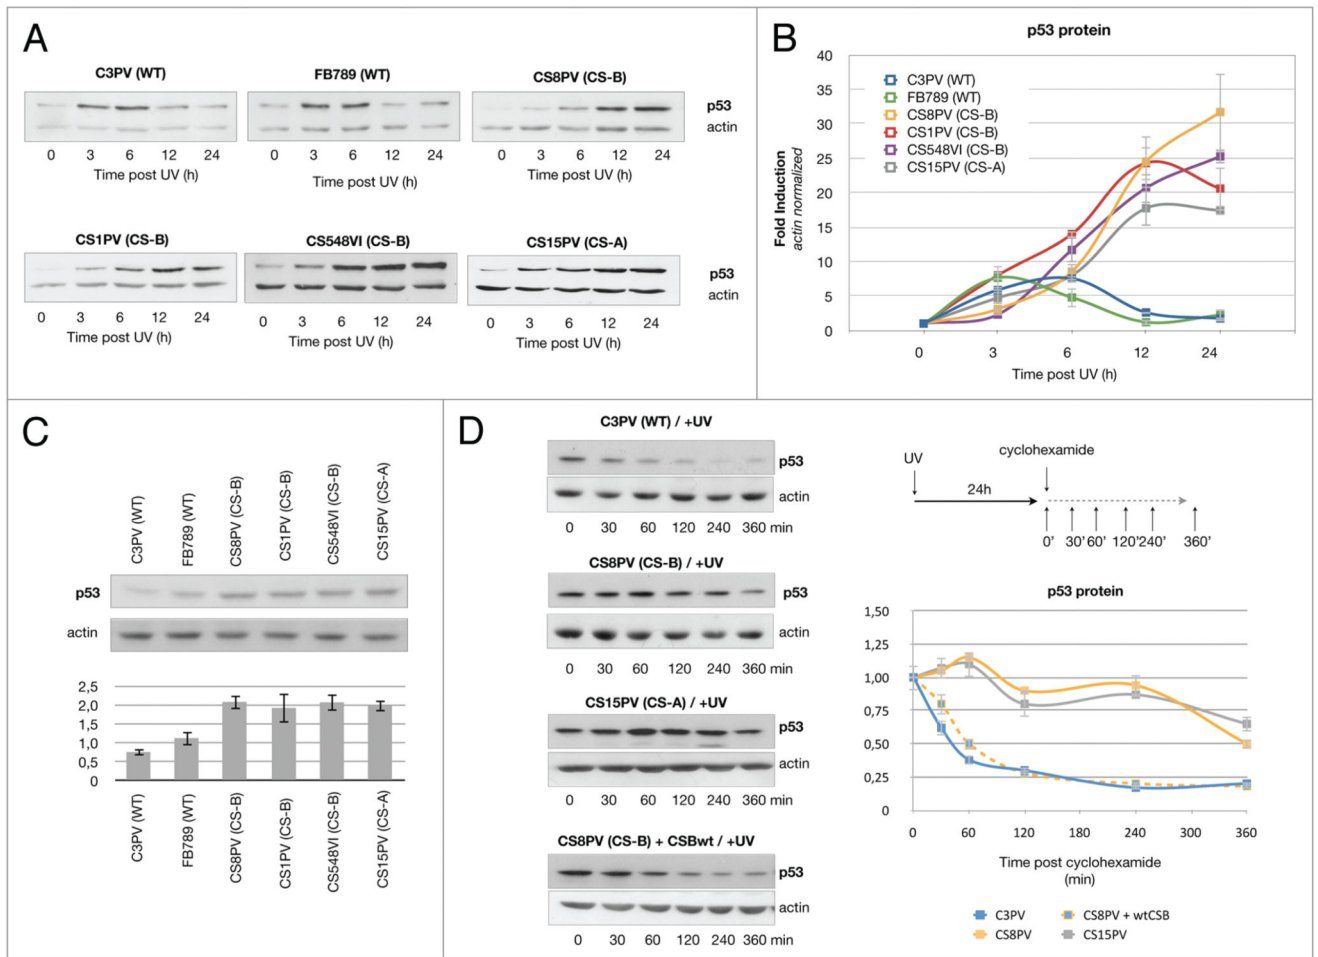 A
C3PV (WT)
FB789 (WT)
CS8PV (CS-B)
p53
actin
0 3 6 12 24
Time post UV (h)
0 3 6 12 24
Time post UV (h)
0 3 6 12 24
Time post UV (h)
CS1PV (CS-B)
CS548VI (CS-B)
CS15PV (CS-A)
p53
actin
0 3 6 12 24
Time post UV (h)
0 3 6 12 24
Time post UV (h)
0 3 6 12 24
Time post UV (h)
B
p53 protein
Fold Induction
actin normalized
40
35
30
25
20
15
10
5
0
C3PV (WT)
FB789 (WT)
CS8PV (CS-B)
CS1PV (CS-B)
CS548VI (CS-B)
CS15PV (CS-A)
0 3 6 12 24
Time post UV (h)
C
C3PV (WT)
FB789 (WT)
CS8PV (CS-B)
CS1PV (CS-B)
CS548VI (CS-B)
CS15PV (CS-A)
p53
actin
2,5
2,0
1,5
1,0
0,5
0
C3PV (WT)
FB789 (WT)
CS8PV (CS-B)
CS1PV (CS-B)
CS548VI (CS-B)
CS15PV (CS-A)
D
C3PV (WT) / +UV
p53
actin
0 30 60 120 240 360 min
CS8PV (CS-B) / +UV
p53
actin
0 30 60 120 240 360 min
CS15PV (CS-A) / +UV
p53
actin
0 30 60 120 240 360 min
CS8PV (CS-B) + CSBwt / +UV
p53
actin
0 30 60 120 240 360 min
cyclohexamide
UV
24h
0' 30' 60' 120' 240' 360'
p53 protein
1,50
1,25
1,00
0,75
0,50
0,25
0
0 60 120 180 240 300 360
Time post cyclohexamide
(min)
C3PV
CS8PV + wtCSB
CS8PV
CS15PV